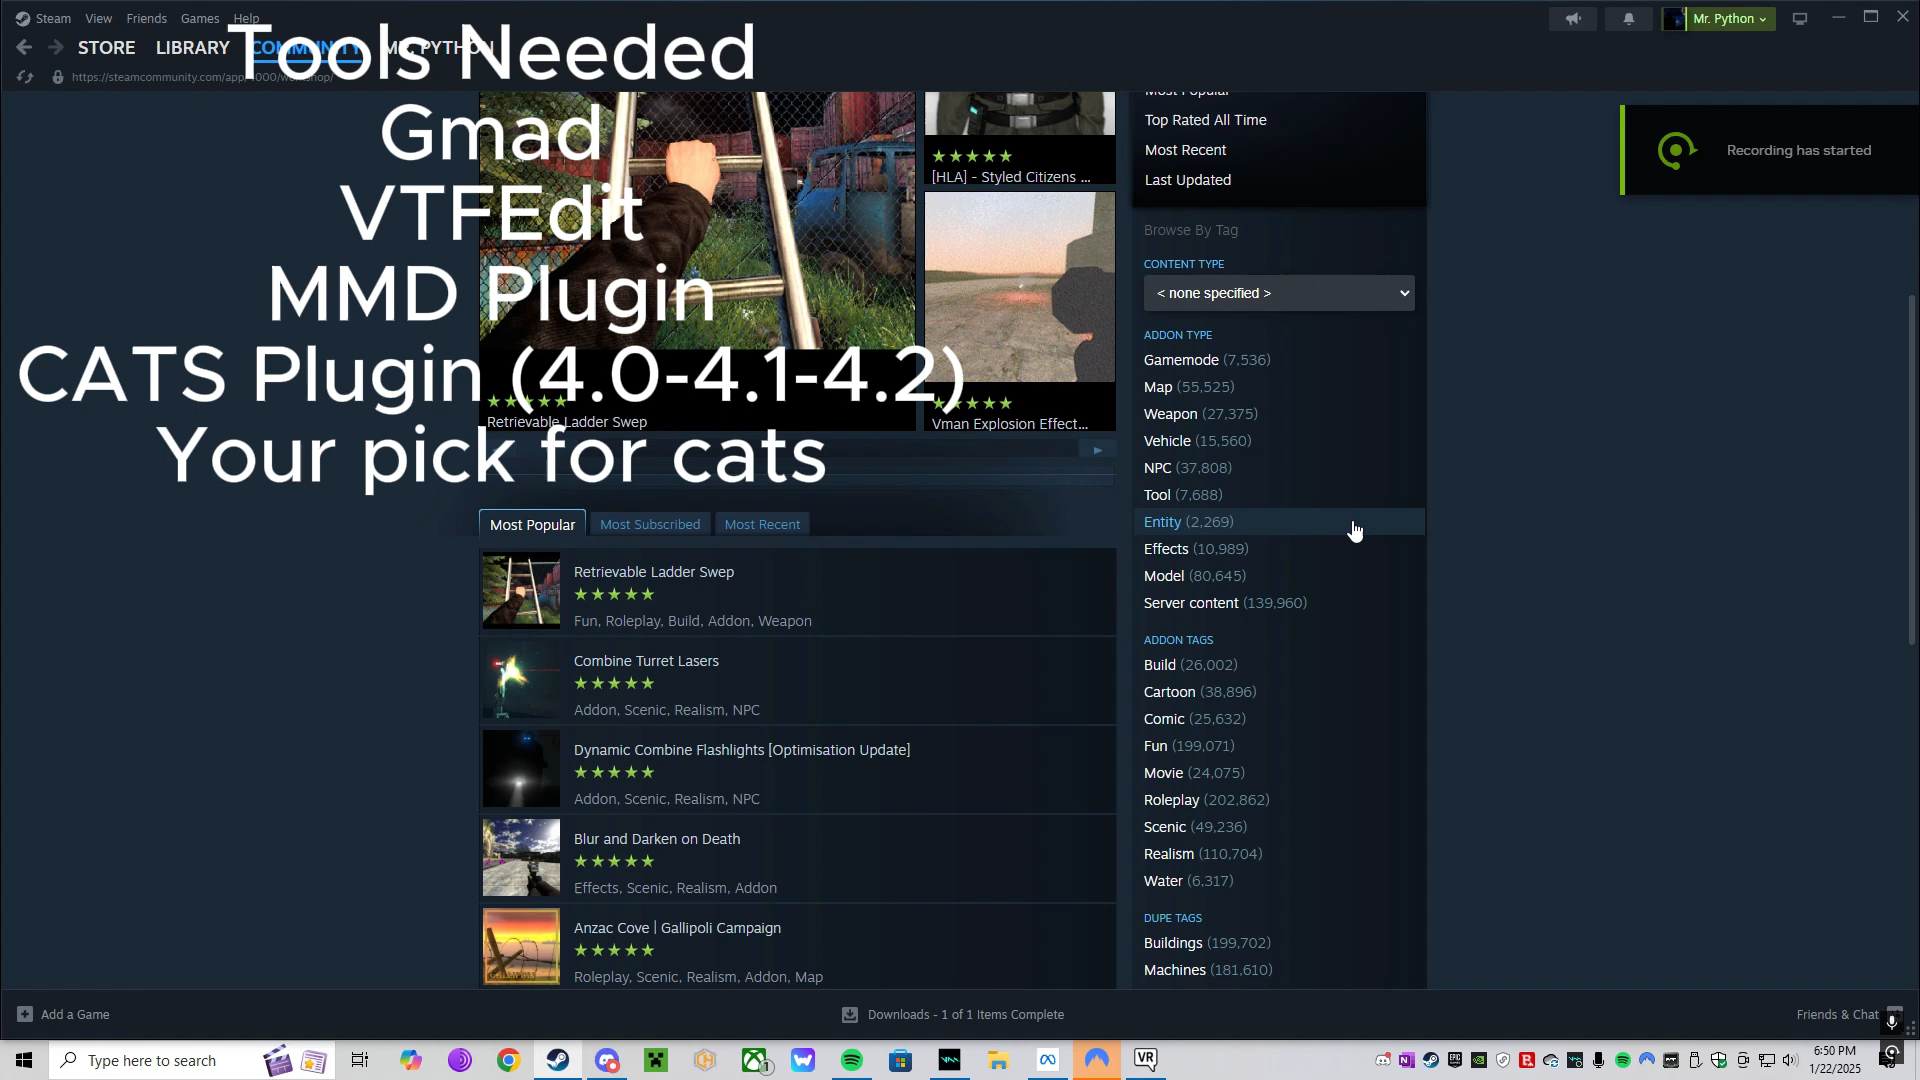 Steam View Friends Games Help
Mr. Python
STORE LIBRARY COMMUNITY MR. PYTHON
Tools Needed
Gmad
VTFEdit
MMD Plugin
CATS Plugin (4.0-4.1-4.2)
Your pick for cats
Recording has started
[HLA] - Styled Citizens ...
Retrievable Ladder Swep
Vman Explosion Effect...
Most Popular
Top Rated All Time
Most Recent
Last Updated
Browse By Tag
CONTENT TYPE
< none specified >
ADDON TYPE
Gamemode (7,536)
Map (55,525)
Weapon (27,375)
Vehicle (15,560)
NPC (37,808)
Tool (7,688)
Entity (2,269)
Effects (10,989)
Model (80,645)
Server content (139,960)
ADDON TAGS
Build (26,002)
Cartoon (38,896)
Comic (25,632)
Fun (199,071)
Movie (24,075)
Roleplay (202,862)
Scenic (49,236)
Realism (110,704)
Water (6,317)
DUPE TAGS
Buildings (199,702)
Machines (181,610)
Most Popular Most Subscribed Most Recent
Retrievable Ladder Swep
Fun, Roleplay, Build, Addon, Weapon
Combine Turret Lasers
Addon, Scenic, Realism, NPC
Dynamic Combine Flashlights [Optimisation Update]
Addon, Scenic, Realism, NPC
Blur and Darken on Death
Effects, Scenic, Realism, Addon
Anzac Cove | Gallipoli Campaign
Roleplay, Scenic, Realism, Addon, Map
Add a Game
Downloads - 1 of 1 Items Complete
Friends & Chat
Type here to search
VR
6:50 PM
1/22/2025